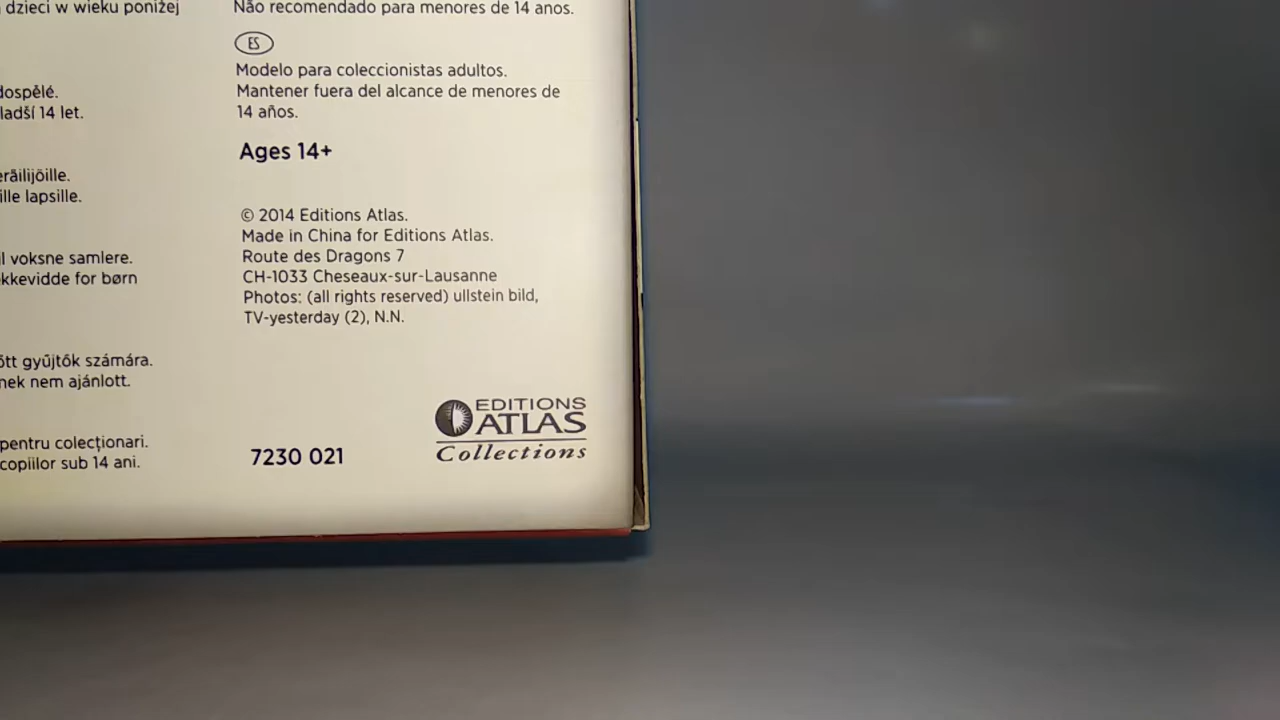 dzieci w wieku poniżej
dospělé.
ladší 14 let.
eräilijöille.
ille lapsille.
l voksne samlere.
kkevidde for børn
őtt gyűjtők számára.
nek nem ajánlott.
pentru colecționari.
copiilor sub 14 ani.
Não recomendado para menores de 14 anos.
ES
Modelo para coleccionistas adultos.
Mantener fuera del alcance de menores de
14 años.
Ages 14+
© 2014 Editions Atlas.
Made in China for Editions Atlas.
Route des Dragons 7
CH-1033 Cheseaux-sur-Lausanne
Photos: (all rights reserved) ullstein bild,
TV-yesterday (2), N.N.
7230 021
EDITIONS
ATLAS
Collections